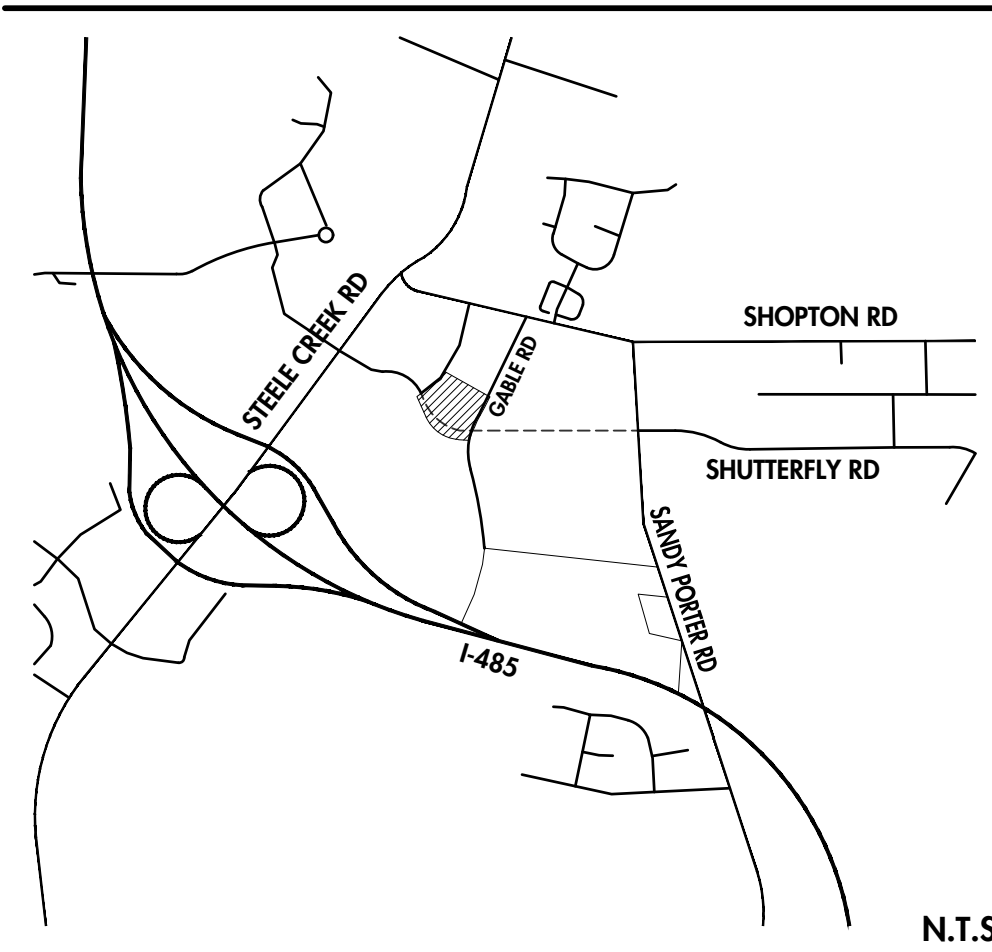 STEELE CREEK RD
SHOPTON RD
GABLE RD
SHUTTERFLY RD
SANDY PORTER RD
I-485
N.T.S